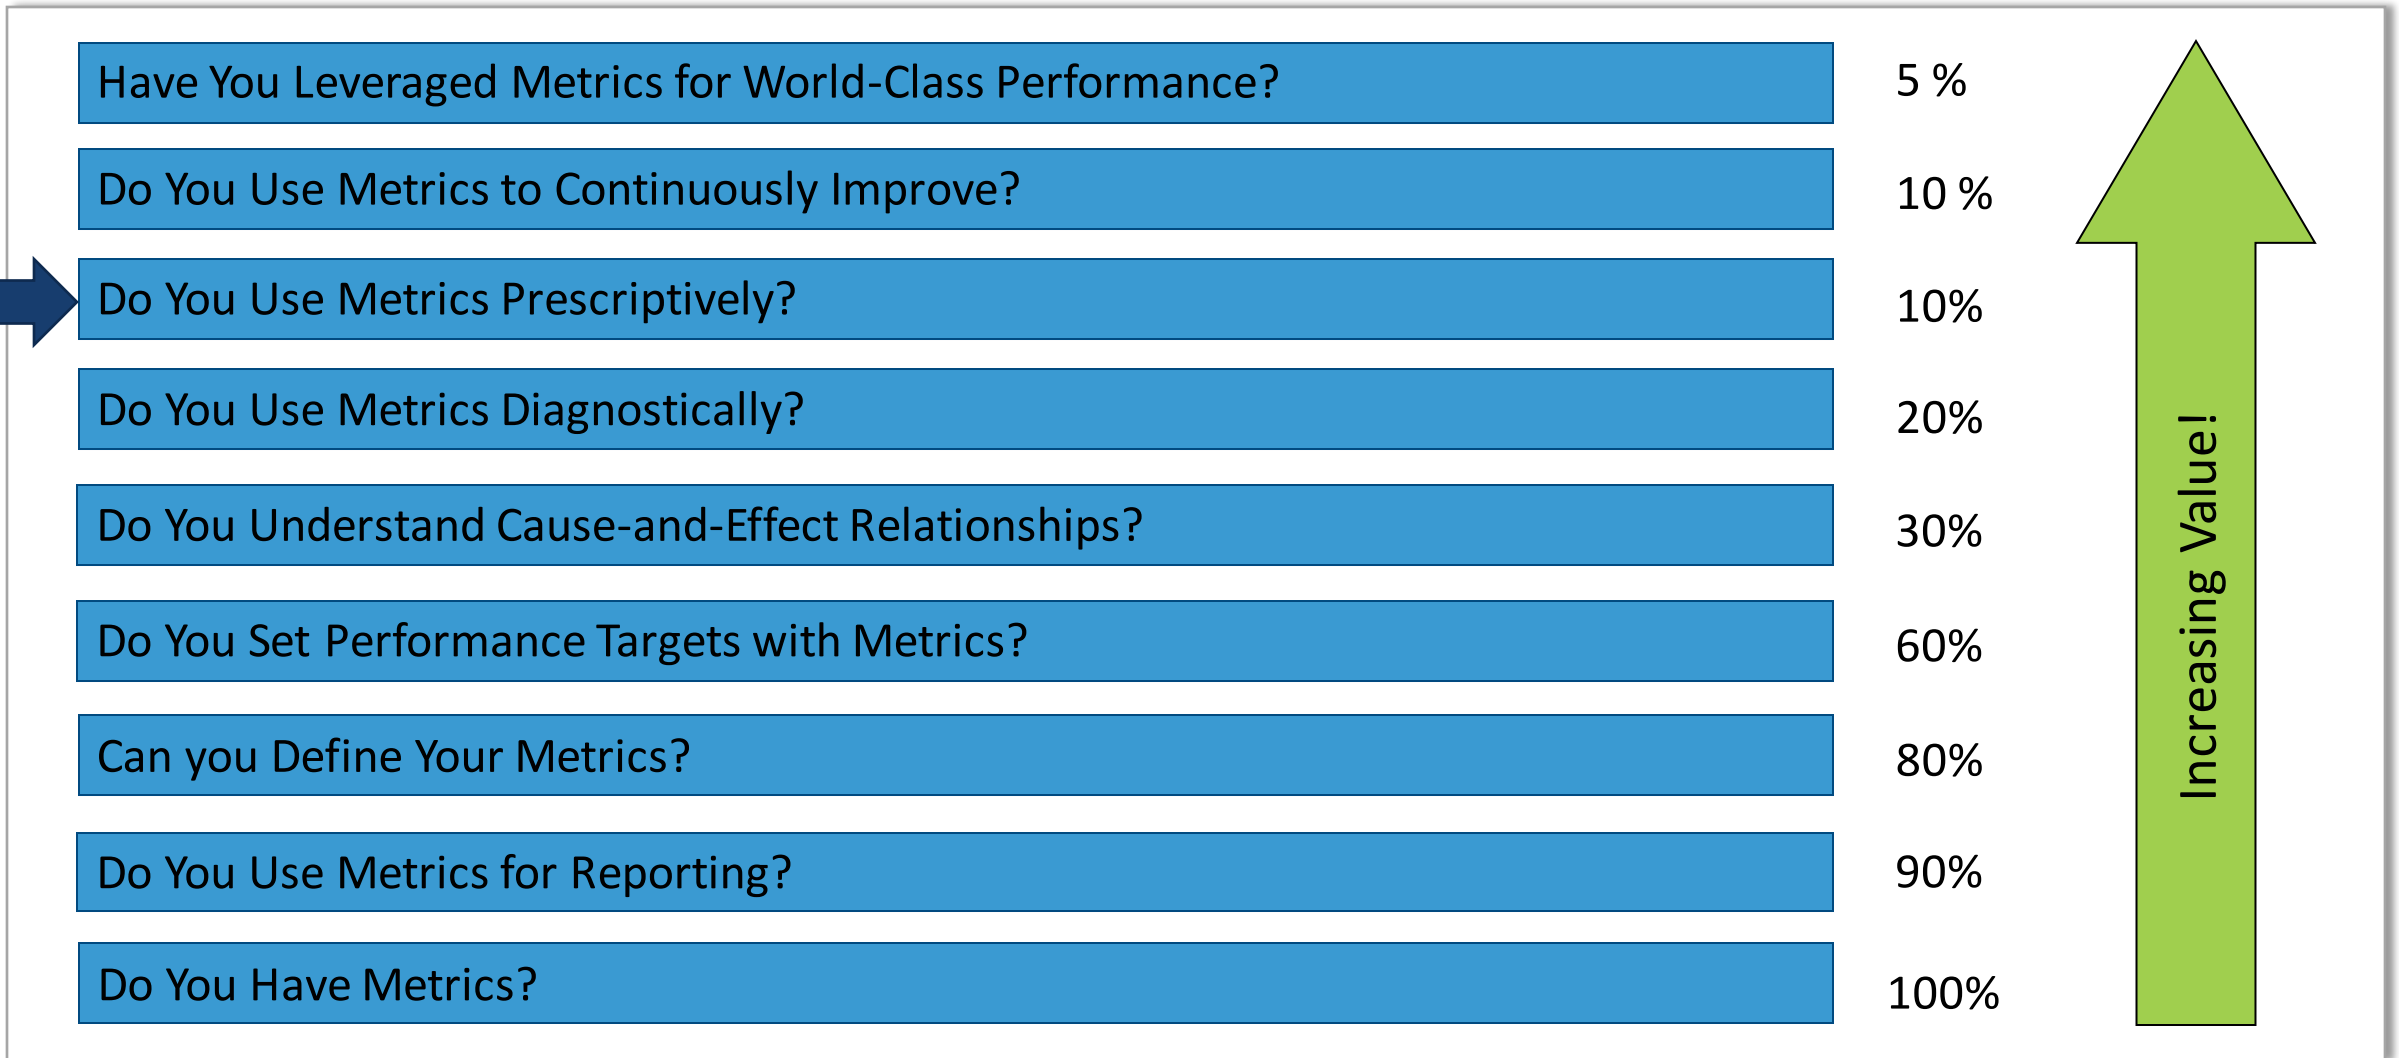 Have You Leveraged Metrics for World-Class Performance?
5 %
Do You Use Metrics to Continuously Improve?
10 %
Do You Use Metrics Prescriptively?
10%
Do You Use Metrics Diagnostically?
20%
Do You Understand Cause-and-Effect Relationships?
30%
Do You Set Performance Targets with Metrics?
60%
Can you Define Your Metrics?
80%
Do You Use Metrics for Reporting?
90%
Do You Have Metrics?
100%
Increasing Value!